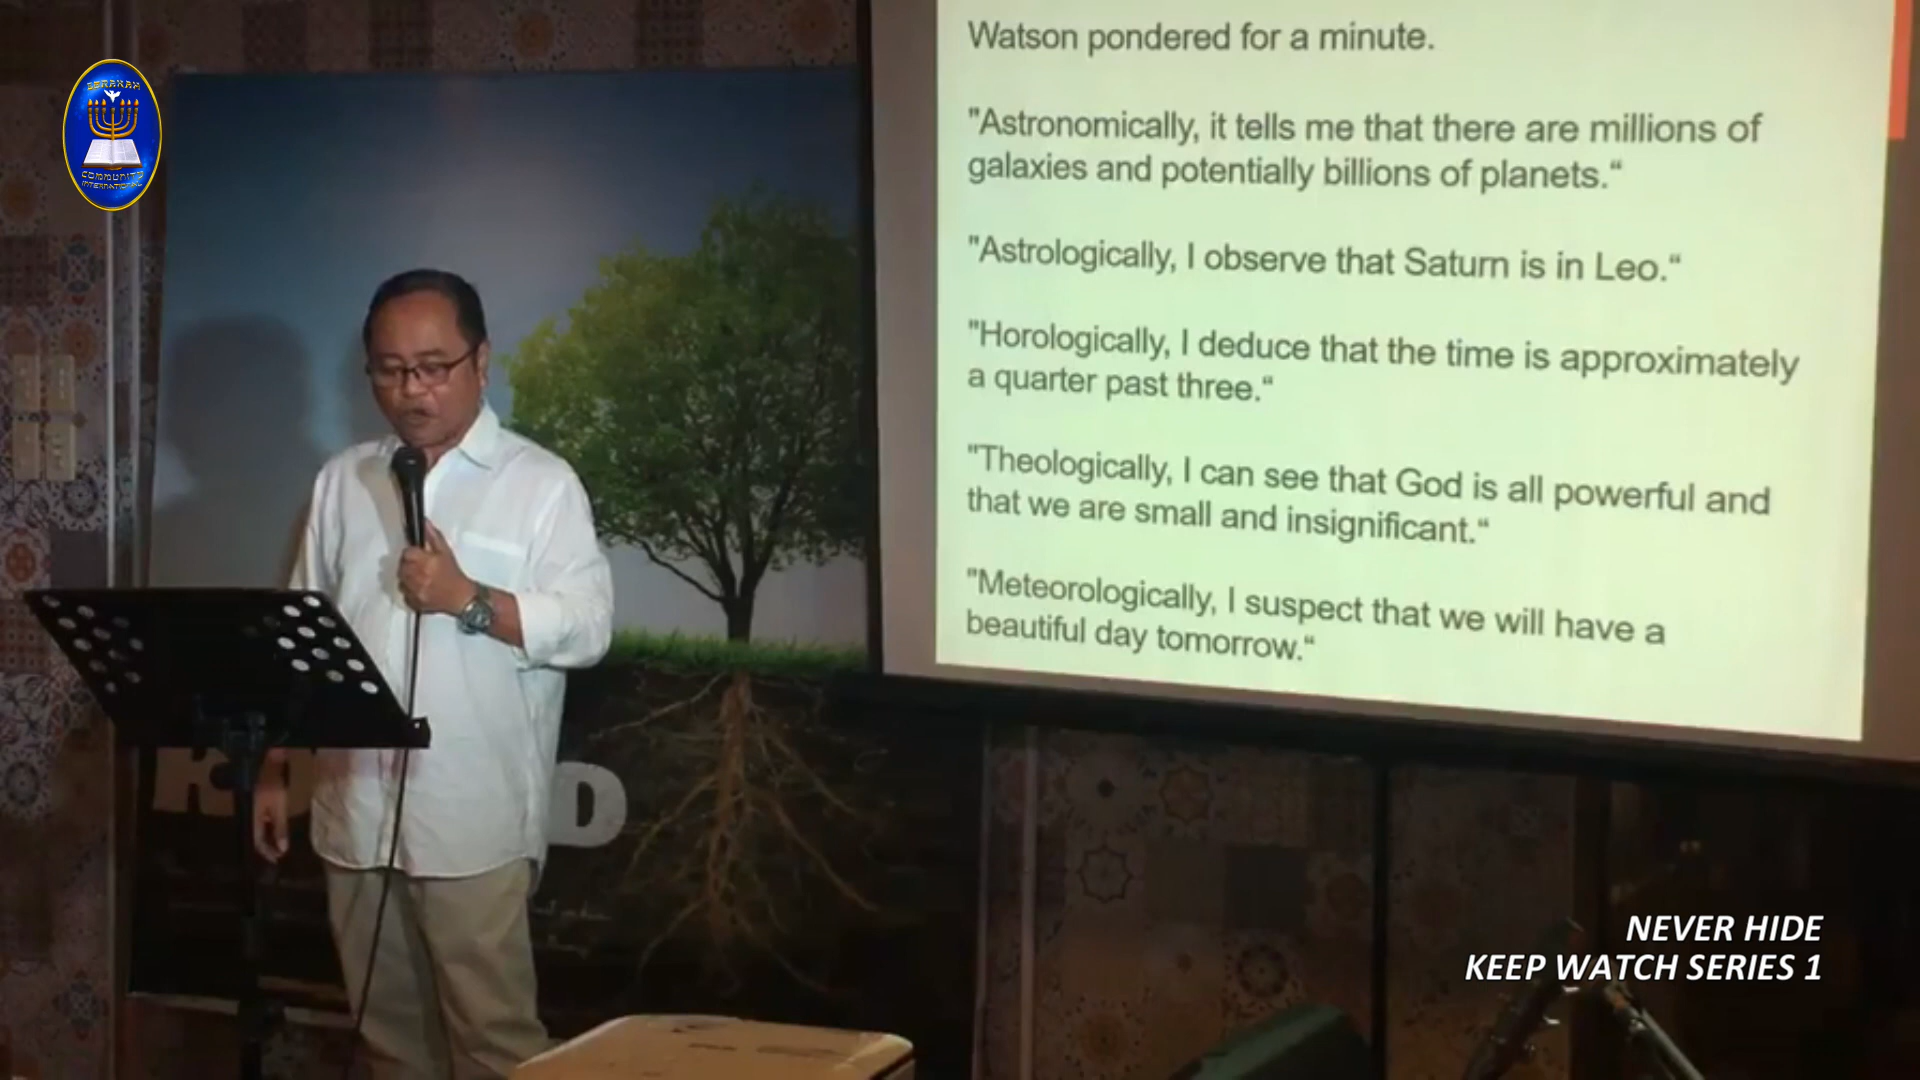 BERAKAH
COMMUNITY
INTERNATIONAL
Watson pondered for a minute.
"Astronomically, it tells me that there are millions of
galaxies and potentially billions of planets.“
"Astrologically, I observe that Saturn is in Leo.“
"Horologically, I deduce that the time is approximately
a quarter past three.“
"Theologically, I can see that God is all powerful and
that we are small and insignificant.“
"Meteorologically, I suspect that we will have a
beautiful day tomorrow.“
NEVER HIDE
KEEP WATCH SERIES 1